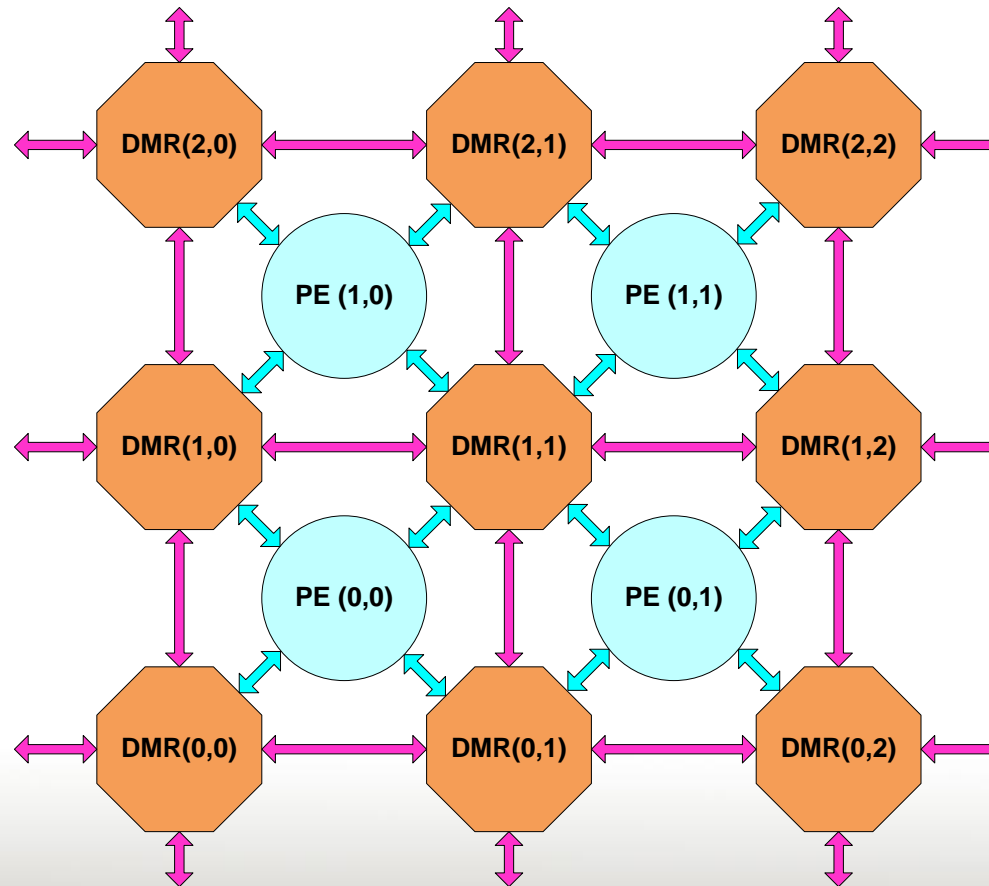 DMR(2,0) DMR(2,1) DMR(2,2)
PE (1,0) PE (1,1)
DMR(1,0) DMR(1,1) DMR(1,2)
PE (0,0) PE (0,1)
DMR(0,0) DMR(0,1) DMR(0,2)